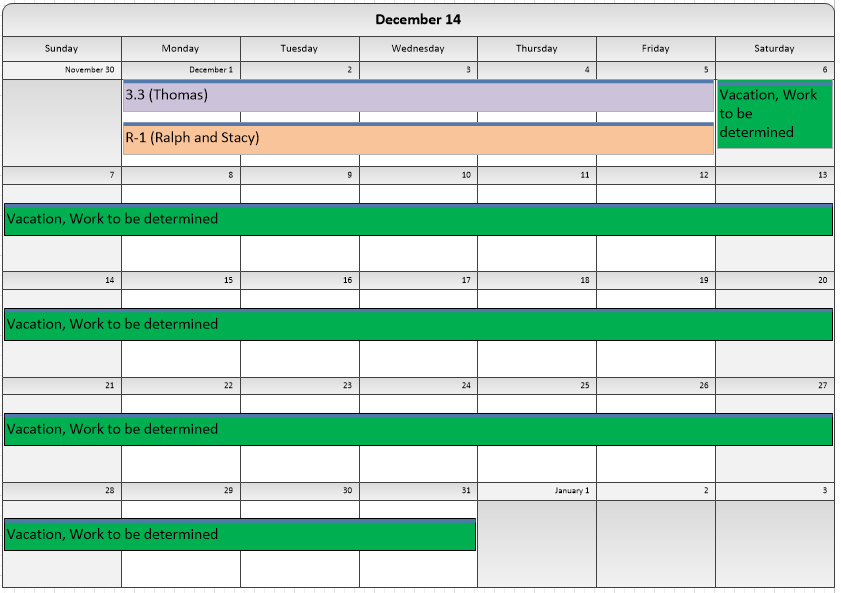 December 14
Sunday Monday Tuesday Wednesday Thursday Friday Saturday
November 30 December 1 2 3 4 5 6
3.3 (Thomas)
R-1 (Ralph and Stacy)
Vacation, Work
to be
determined
7 8 9 10 11 12 13
Vacation, Work to be determined
14 15 16 17 18 19 20
Vacation, Work to be determined
21 22 23 24 25 26 27
Vacation, Work to be determined
28 29 30 31 January 1 2 3
Vacation, Work to be determined